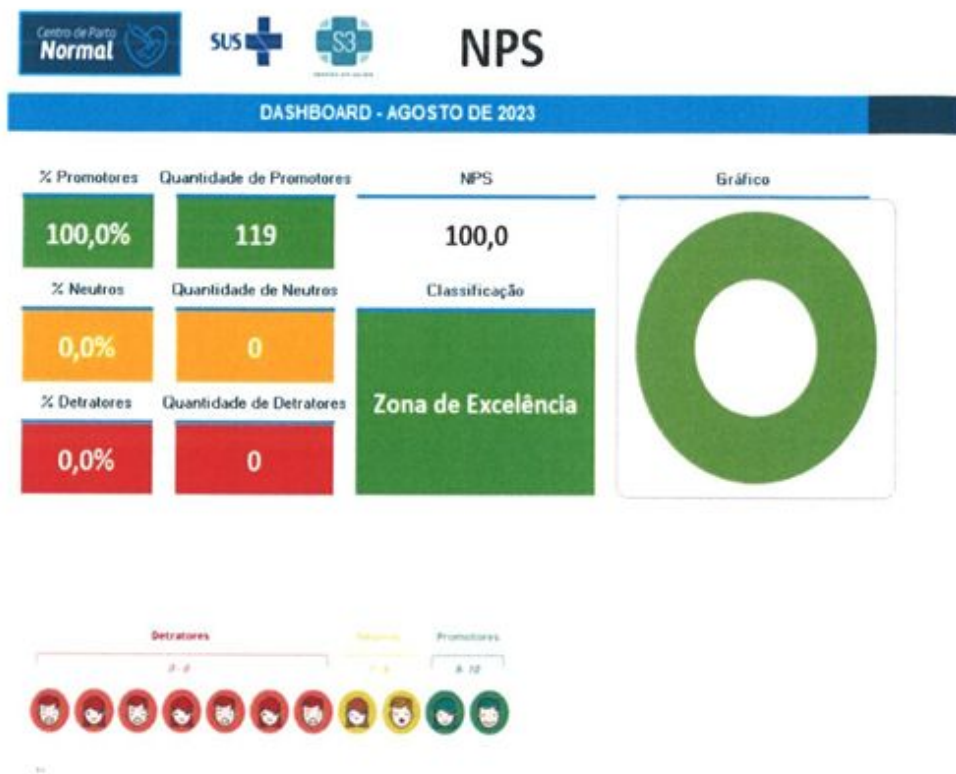 Centro de Parto
Normal
SUS
S3
NPS
DASHBOARD - AGOSTO DE 2023
% Promotores
Quantidade de Promotores
NPS
Gráfico
100,0%
119
100,0
% Neutros
Quantidade de Neutros
Classificação
0,0%
0
Zona de Excelência
% Detratores
Quantidade de Detratores
0,0%
0
Detratores
Promotores